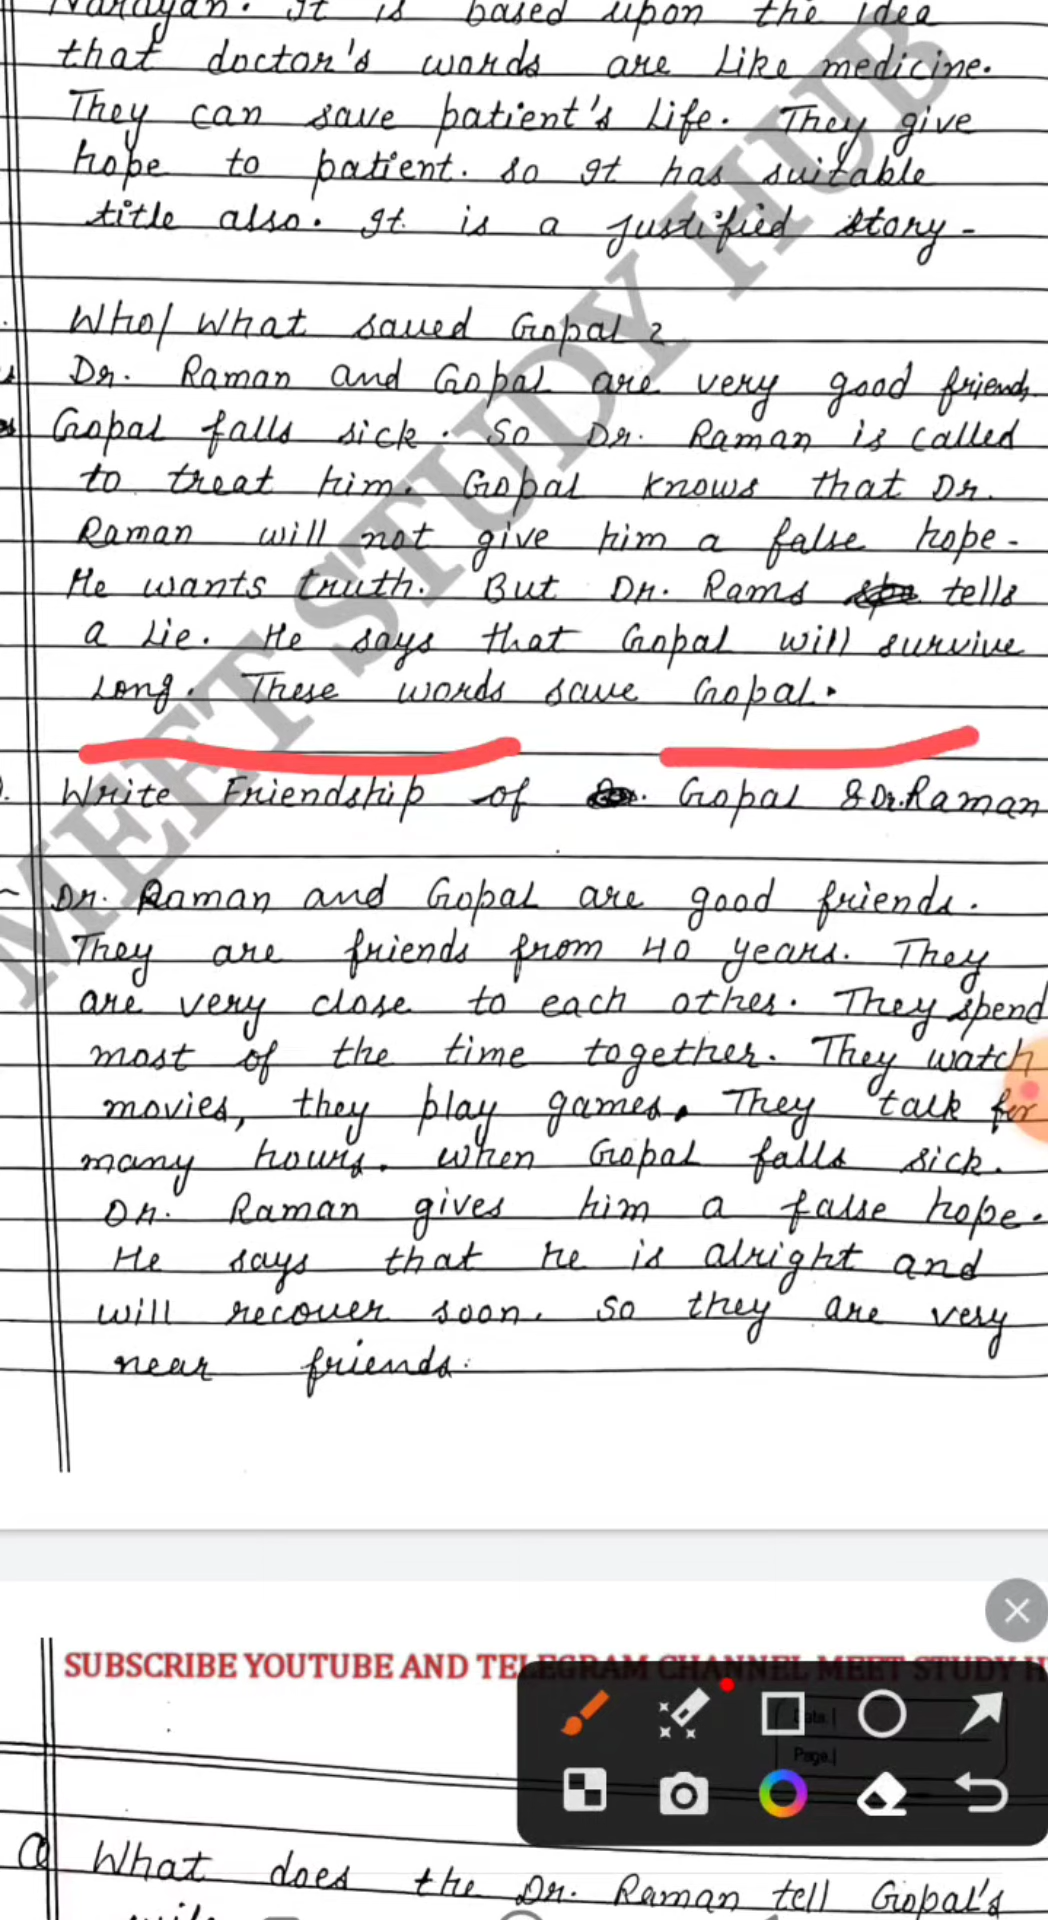 Narayan. It is based upon the idea
that doctor's words are like medicine.
They can save patient's life. They give
hope to patient. so It has suitable
title also. It is a justified story-
Who/ What saved Gopal?
Dr. Raman and Gopal are very good friends
Gopal falls sick. So Dr. Raman is called
to treat him. Gopal knows that Dr.
Raman will not give him a false hope-
He wants truth. But Dr. Rams tells
a lie. He says that Gopal will survive
long. These words save Gopal.
Write Friendship of Gopal & Dr.Raman
Dr. Raman and Gopal are good friends.
They are friends from 40 years. They
are very close to each other. They spend
most of the time together. They watch
movies, they play games. They talk for
many hours. when Gopal falls sick.
Dr. Raman gives him a false hope.
He says that he is alright and
will recover soon. so they are very
near friends.
MEET STUDY HUB
SUBSCRIBE YOUTUBE AND TELEGRAM CHANNEL MEET STUDY H
Date.|
Page.|
Q What does the Dr. Raman tell Gopal's